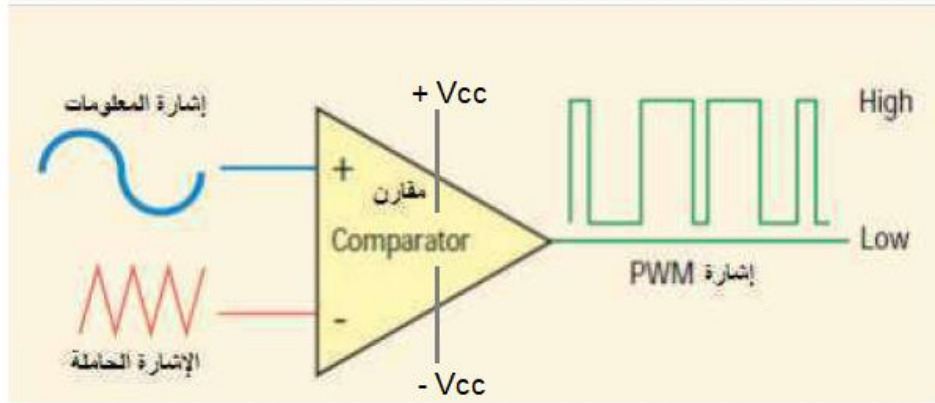 إشارة المعلومات
+ Vcc
High
+
مقارن
Comparator
Low
إشارة PWM
-
الإشارة الحاملة
- Vcc